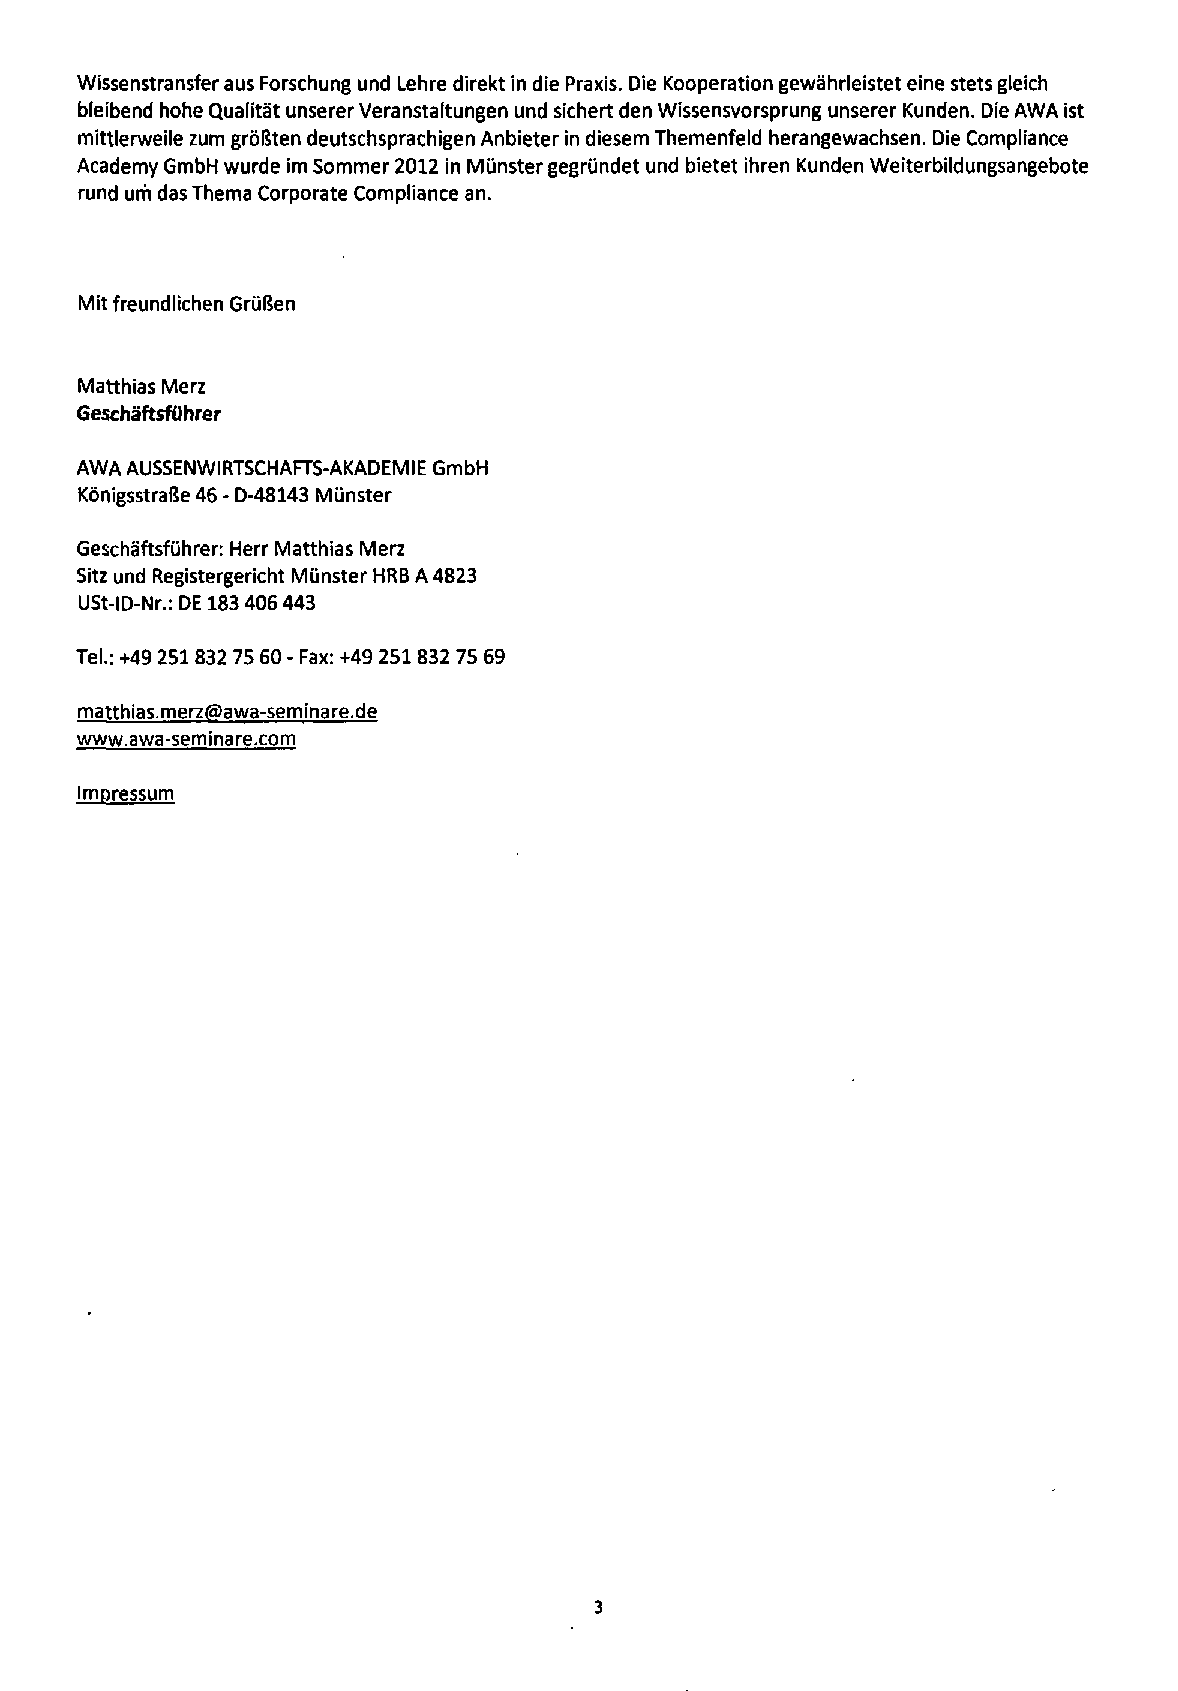 Wissenstransfer aus Forschung und Lehre direkt in die Praxis. Die Kooperation gewährleistet eine stets gleich
bleibend hohe Qualität unserer Veranstaltungen und sichert den Wissensvorsprung unserer Kunden. Die AWA ist
mittlerweile zum größten deutschsprachigen Anbieter in diesem Themenfeld herangewachsen. Die Compliance
Academy GmbH wurde im Sommer 2012 in Münster gegründet und bietet ihren Kunden Weiterbildungsangebote
rund um das Thema Corporate Compliance an.
Mit freundlichen Grüßen
Matthias Merz
Geschäftsführer
AWA AUSSENWIRTSCHAFTS-AKADEMIE GmbH
Königsstraße 46 - D-48143 Münster
Geschäftsführer: Herr Matthias Merz
Sitz und Registergericht Münster HRB A 4823
USt-ID-Nr.: DE 183 406 443
Tel.: +49 251 832 75 60 - Fax: +49 251 832 75 69
matthias.merz@awa-seminare.de
www.awa-seminare.com
Impressum
3